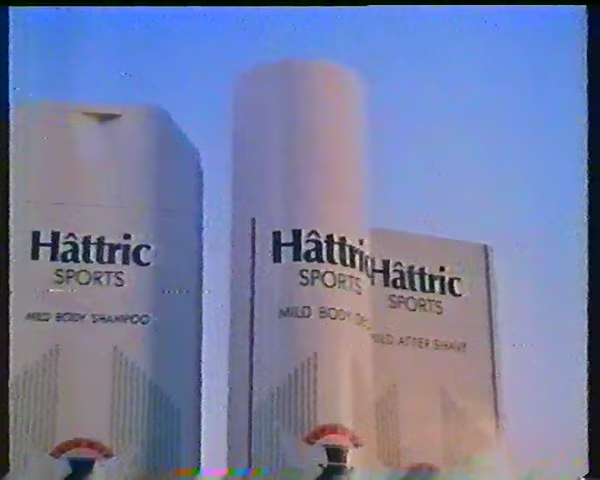 Hâttric
SPORTS
MILD BODY SHAMPOO
Hâttric
SPORTS
MILD BODY
Hâttric
SPORTS
MILD AFTER SHAVE